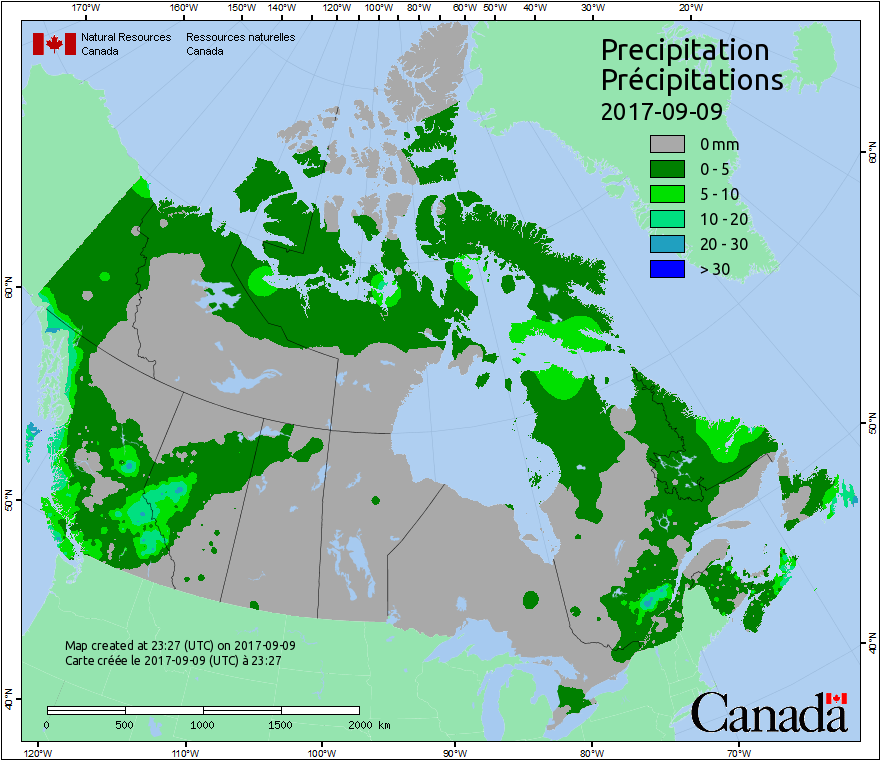 170°W 160°W 150°W 140°W 130°W 120°W 110°W 100°W 90°W 80°W 60°W 50°W 40°W 30°W 20°W
Natural Resources Ressources naturelles
Canada Canada
Precipitation
Précipitations
2017-09-09
0 mm
0 - 5
5 - 10
10 - 20
20 - 30
> 30
60°N
60°N
50°N
50°N
40°N
40°N
Map created at 23:27 (UTC) on 2017-09-09
Carte créée le 2017-09-09 (UTC) à 23:27
0 500 1000 1500 2000 km
Canada
120°W 110°W 100°W 90°W 80°W 70°W